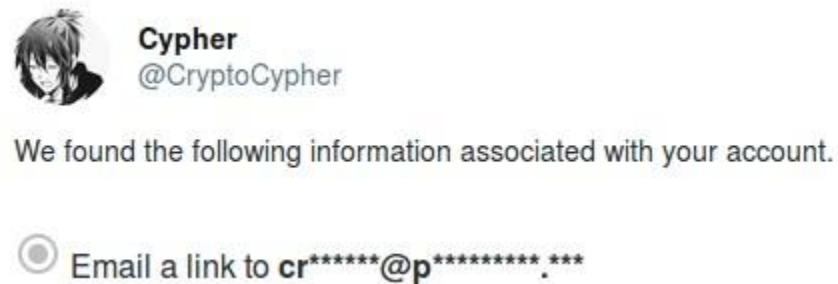 Cypher
@CryptoCypher
We found the following information associated with your account.
Email a link to cr******@p*********.***